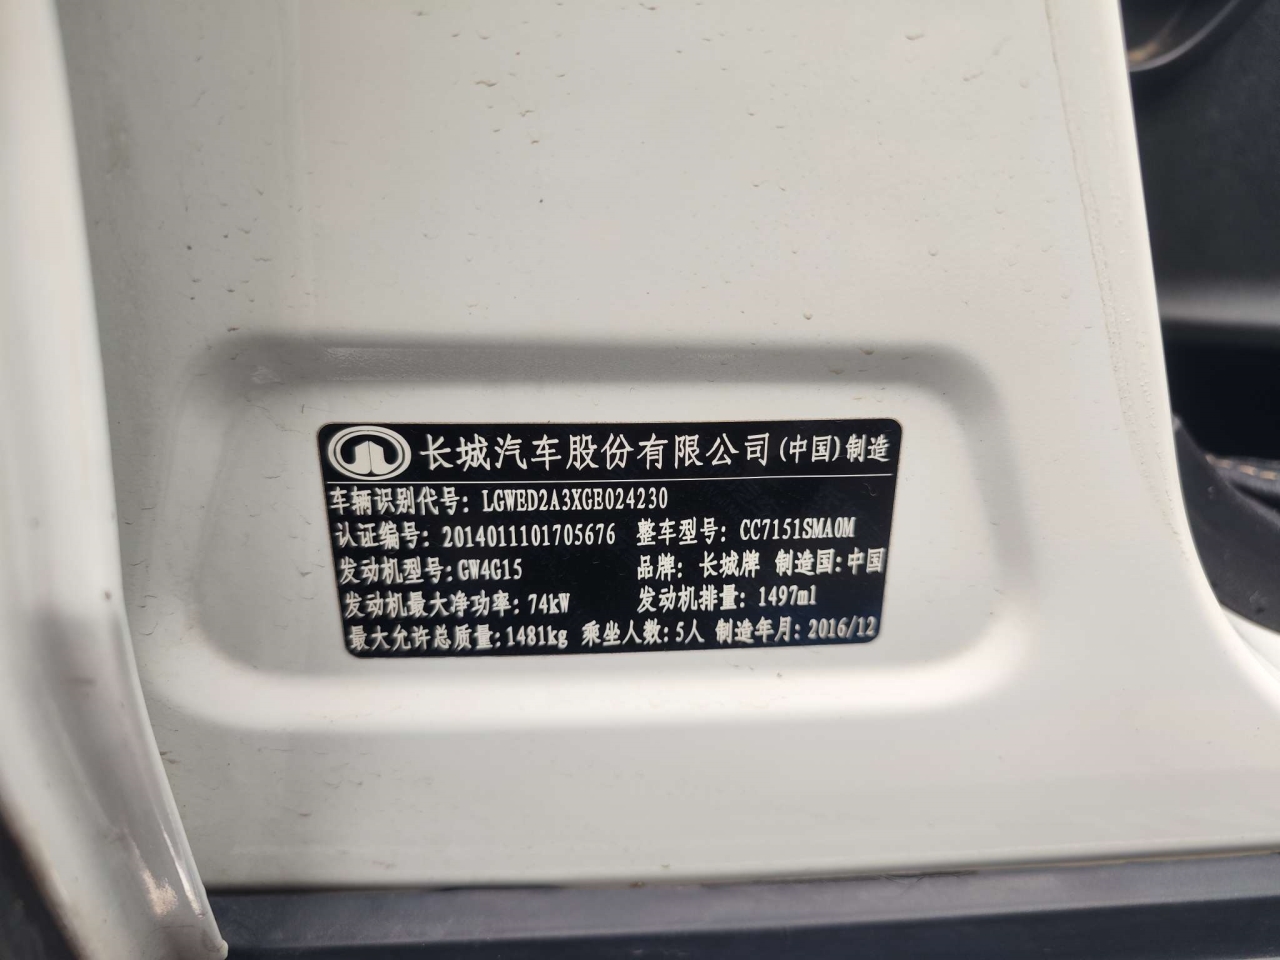 长城汽车股份有限公司(中国)制造
车辆识别代号: LGWED2A3XGE024230
认证编号: 2014011101705676 整车型号: CC7151SMA0M
发动机型号:GW4G15 品牌: 长城牌 制造国:中国
发动机最大净功率: 74kW 发动机排量: 1497ml
最大允许总质量:1481kg 乘坐人数:5人 制造年月: 2016/12